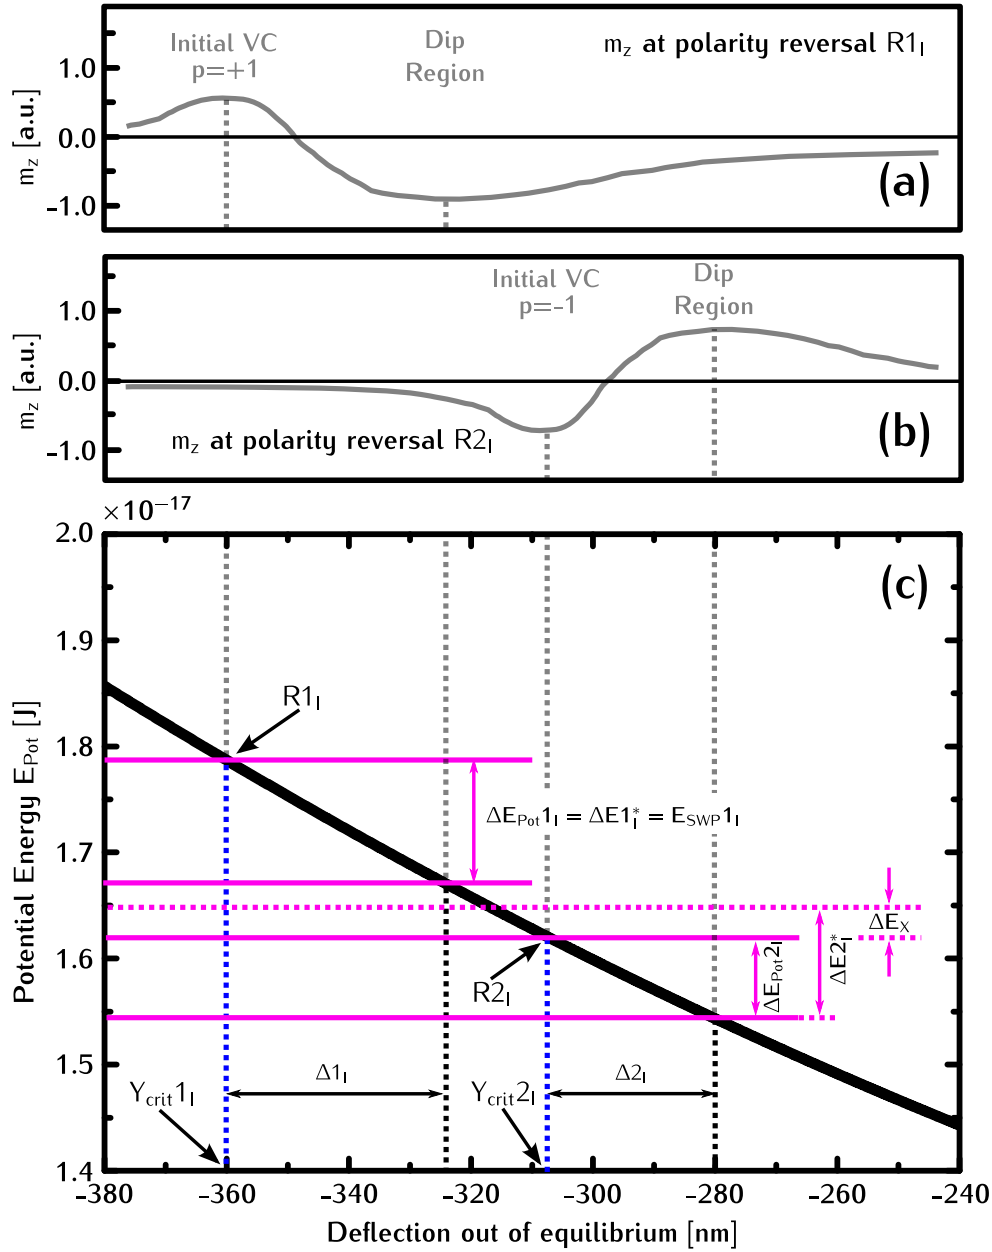 Initial VC
p=+1
Dip
Region
m_z at polarity reversal R1_I
1.0
0.0
-1.0
m_z [a.u.]
(a)
Initial VC
p=-1
Dip
Region
1.0
0.0
-1.0
m_z [a.u.]
m_z at polarity reversal R2_I
(b)
×10^−17
2.0
1.9
1.8
1.7
1.6
1.5
1.4
Potential Energy E_Pot [J]
(c)
R1_I
ΔE_Pot1_I = ΔE1_I^* = E_SWP1_I
ΔE_X
ΔE2_I^*
ΔE_Pot2_I
R2_I
Δ1_I
Δ2_I
Y_crit1_I
Y_crit2_I
-380 -360 -340 -320 -300 -280 -260 -240
Deflection out of equilibrium [nm]